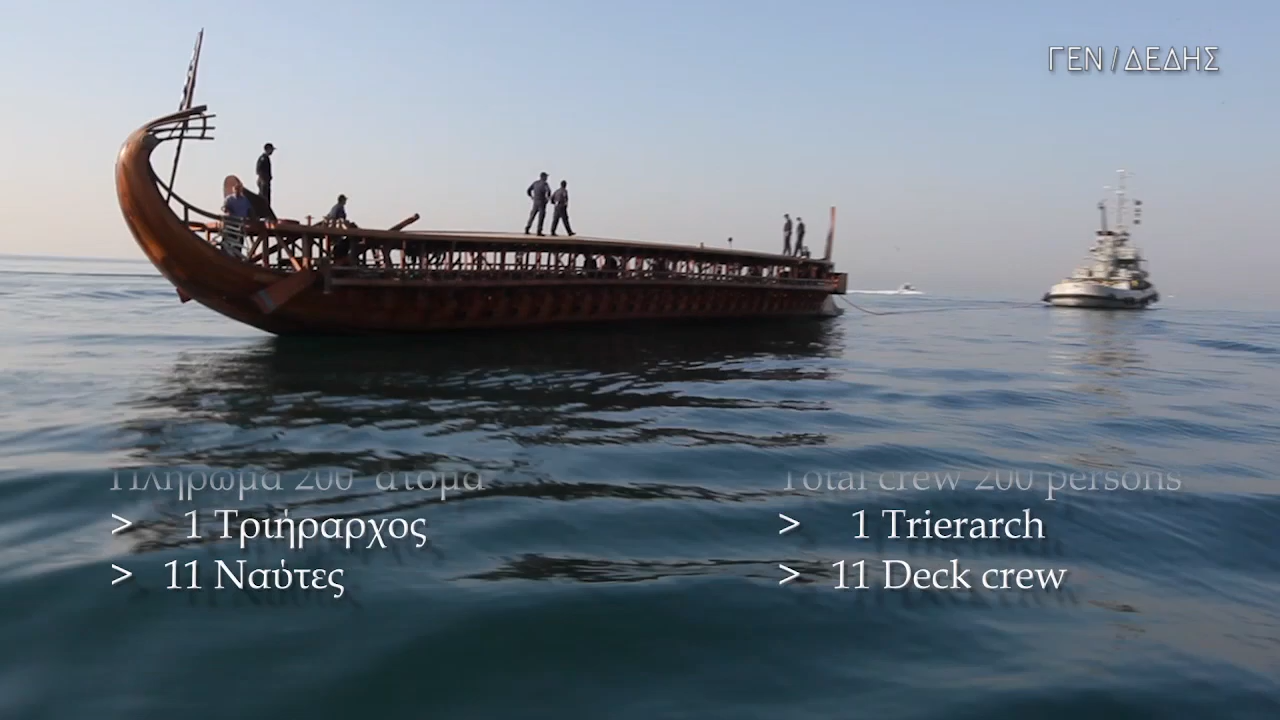 ΓΕΝ / ΔΕΔΗΣ
Πλήρωμα 200 άτομα
> 1 Τριήραρχος
> 11 Ναύτες
Total crew 200 persons
> 1 Trierarch
> 11 Deck crew